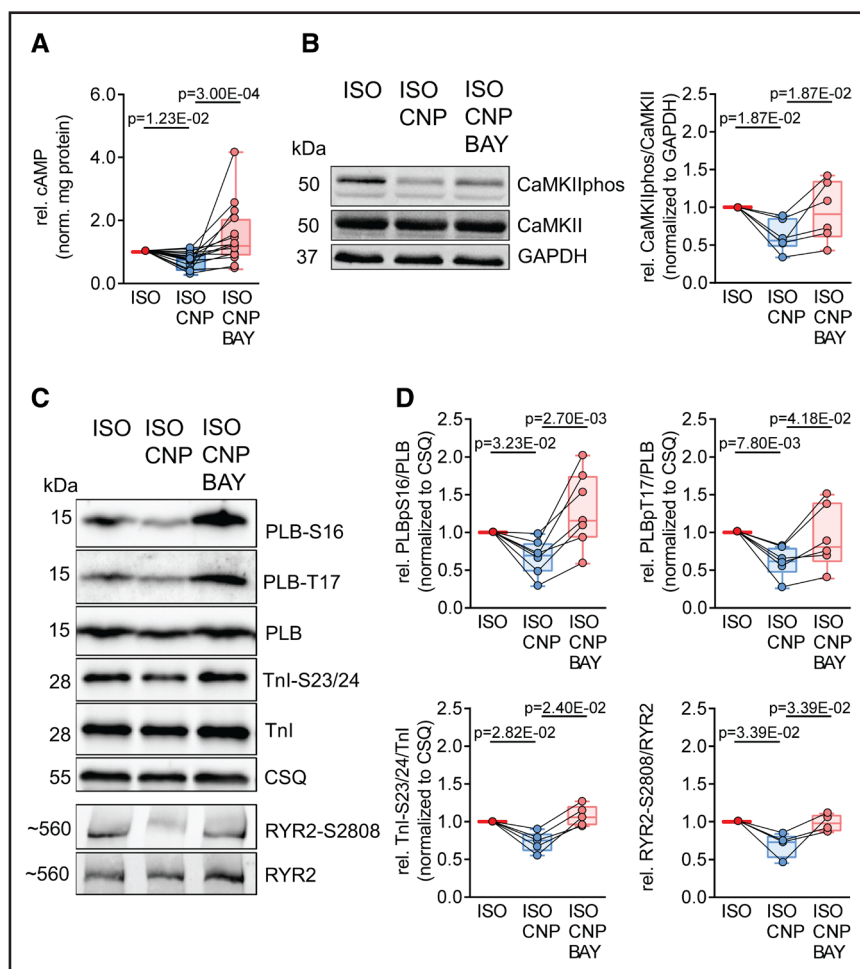 A
rel. cAMP
(norm. mg protein)
6.0
4.0
2.0
0.0
p=3.00E-04
p=1.23E-02
ISO
ISO
CNP
ISO
CNP
BAY
B
ISO
ISO
CNP
ISO
CNP
BAY
kDa
50
CaMKIIphos
50
CaMKII
37
GAPDH
rel. CaMKIIphos/CaMKII
(normalized to GAPDH)
2.5
2.0
1.5
1.0
0.5
0.0
p=1.87E-02
p=1.87E-02
ISO
ISO
CNP
ISO
CNP
BAY
C
ISO
ISO
CNP
ISO
CNP
BAY
kDa
15
PLB-S16
15
PLB-T17
15
PLB
28
TnI-S23/24
28
TnI
55
CSQ
~560
RYR2-S2808
~560
RYR2
D
rel. PLBpS16/PLB
(normalized to CSQ)
2.5
2.0
1.5
1.0
0.5
0.0
p=2.70E-03
p=3.23E-02
ISO
ISO
CNP
ISO
CNP
BAY
rel. PLBpT17/PLB
(normalized to CSQ)
2.5
2.0
1.5
1.0
0.5
0.0
p=4.18E-02
p=7.80E-03
ISO
ISO
CNP
ISO
CNP
BAY
rel. TnI-S23/24/TnI
(normalized to CSQ)
2.5
2.0
1.5
1.0
0.5
0.0
p=2.40E-02
p=2.82E-02
ISO
ISO
CNP
ISO
CNP
BAY
rel. RYR2-S2808/RYR2
2.5
2.0
1.5
1.0
0.5
0.0
p=3.39E-02
p=3.39E-02
ISO
ISO
CNP
ISO
CNP
BAY